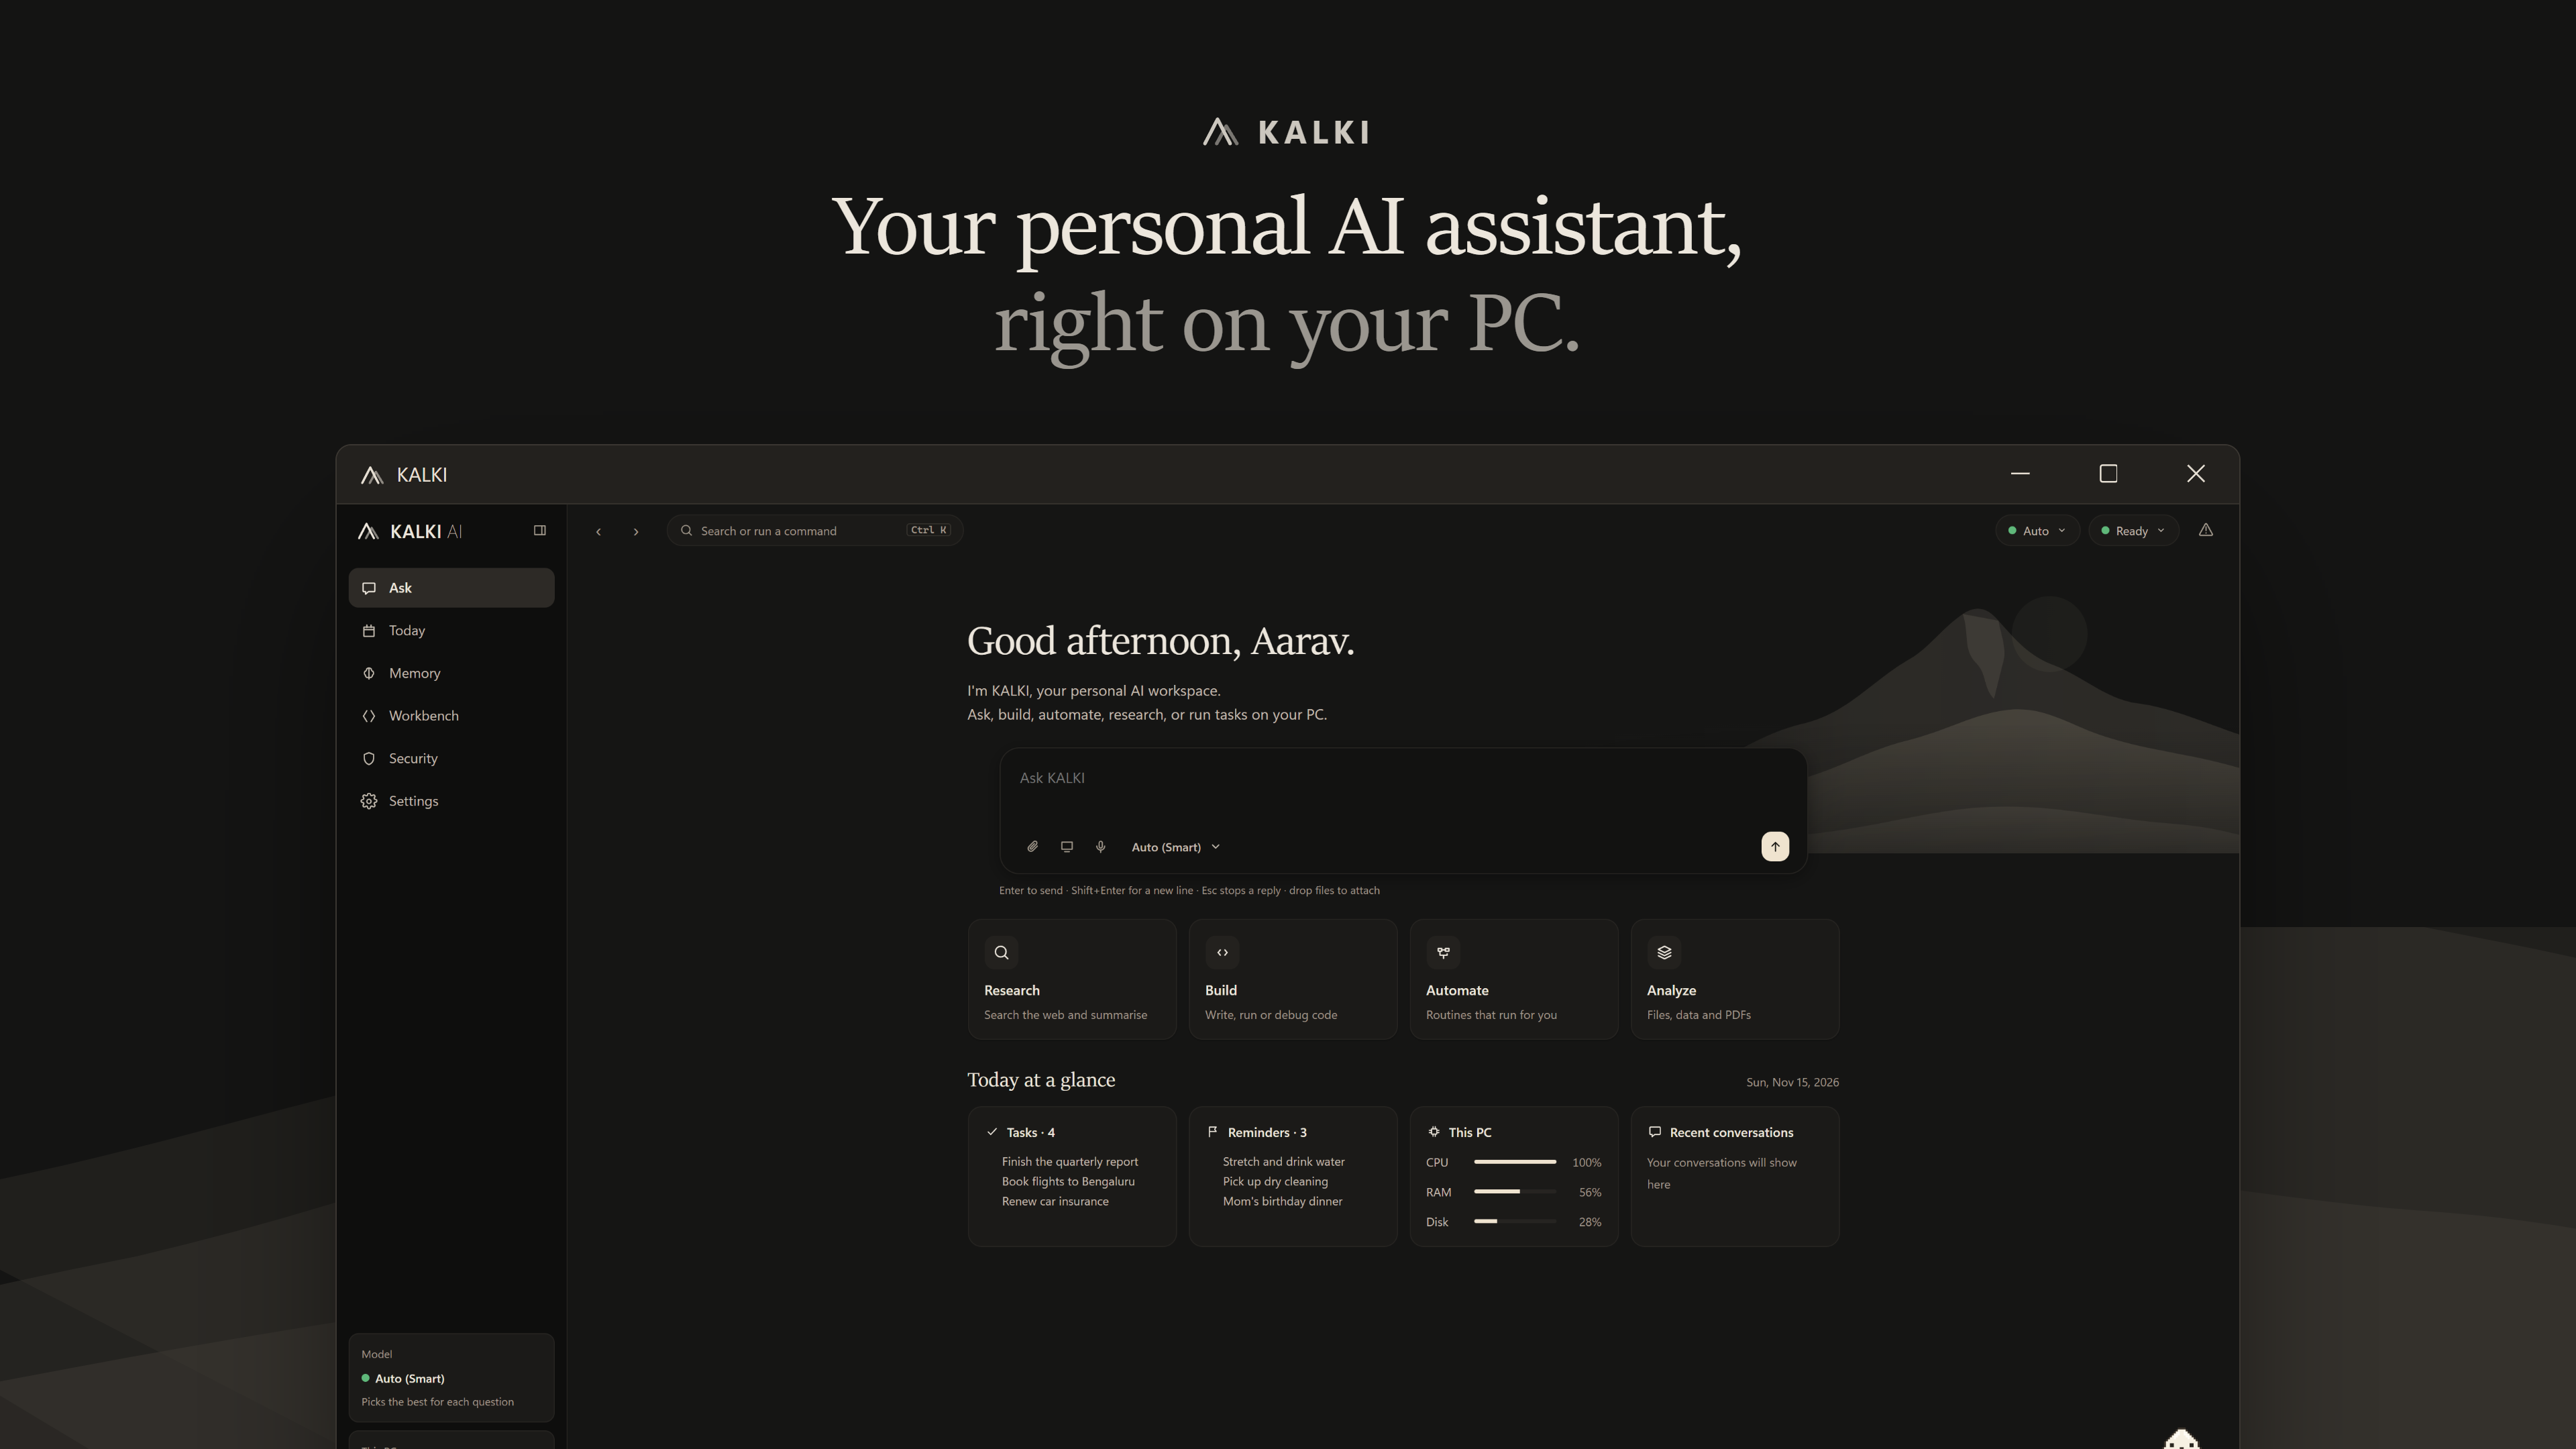 KALKI
Your personal AI assistant,
right on your PC.
KALKI
KALKI AI
Search or run a command
Ctrl K
Auto
Ready
Ask
Today
Memory
Workbench
Security
Settings
Good afternoon, Aarav.
I'm KALKI, your personal AI workspace.
Ask, build, automate, research, or run tasks on your PC.
Ask KALKI
Auto (Smart)
Enter to send · Shift+Enter for a new line · Esc stops a reply · drop files to attach
Research
Search the web and summarise
Build
Write, run or debug code
Automate
Routines that run for you
Analyze
Files, data and PDFs
Today at a glance
Sun, Nov 15, 2026
Tasks · 4
Finish the quarterly report
Book flights to Bengaluru
Renew car insurance
Reminders · 3
Stretch and drink water
Pick up dry cleaning
Mom's birthday dinner
This PC
CPU 100%
RAM 56%
Disk 28%
Recent conversations
Your conversations will show
here
Model
Auto (Smart)
Picks the best for each question